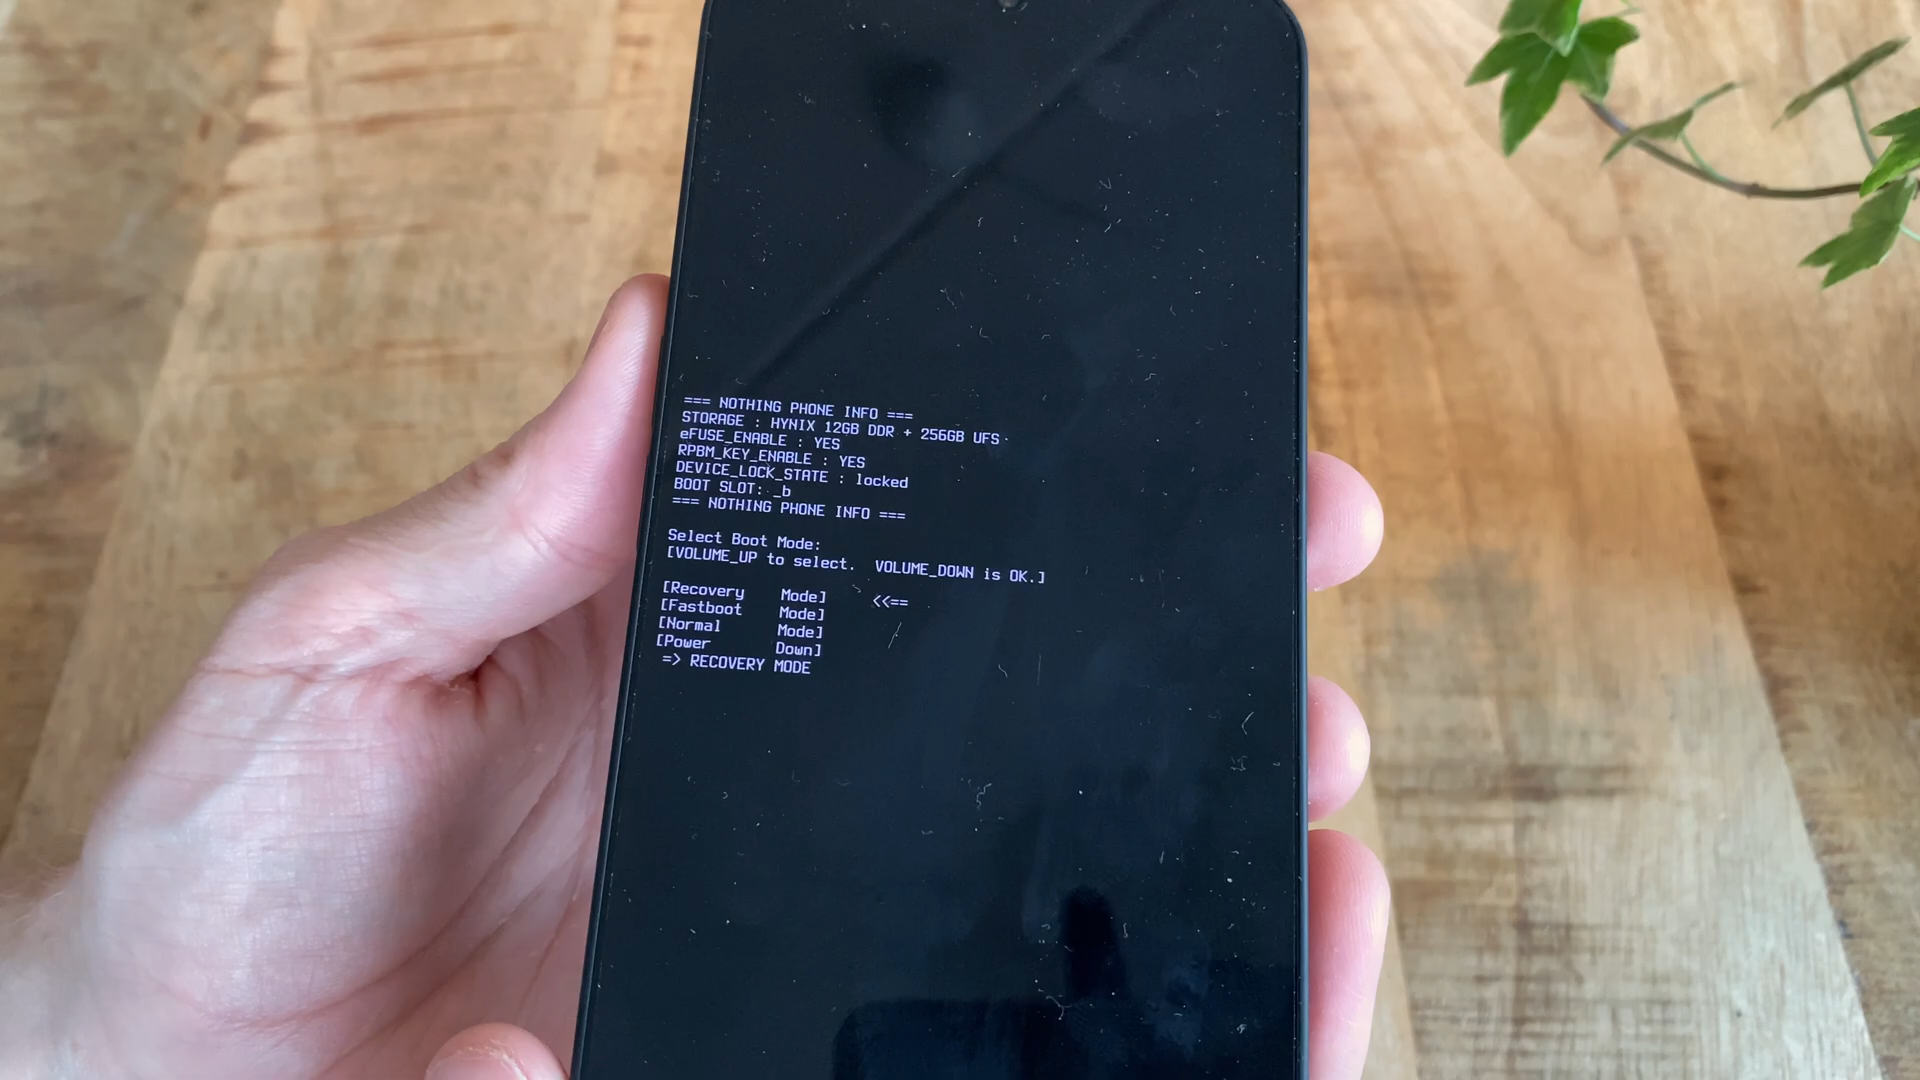 === NOTHING PHONE INFO ===
STORAGE : HYNIX 12GB DDR + 256GB UFS
eFUSE_ENABLE : YES
RPBM_KEY_ENABLE : YES
DEVICE_LOCK_STATE : locked
BOOT SLOT: _b
=== NOTHING PHONE INFO ===
Select Boot Mode:
[VOLUME_UP to select.  VOLUME_DOWN is OK.]
[Recovery    Mode]    <<==
[Fastboot    Mode]
[Normal      Mode]
[Power       Down]
=> RECOVERY MODE